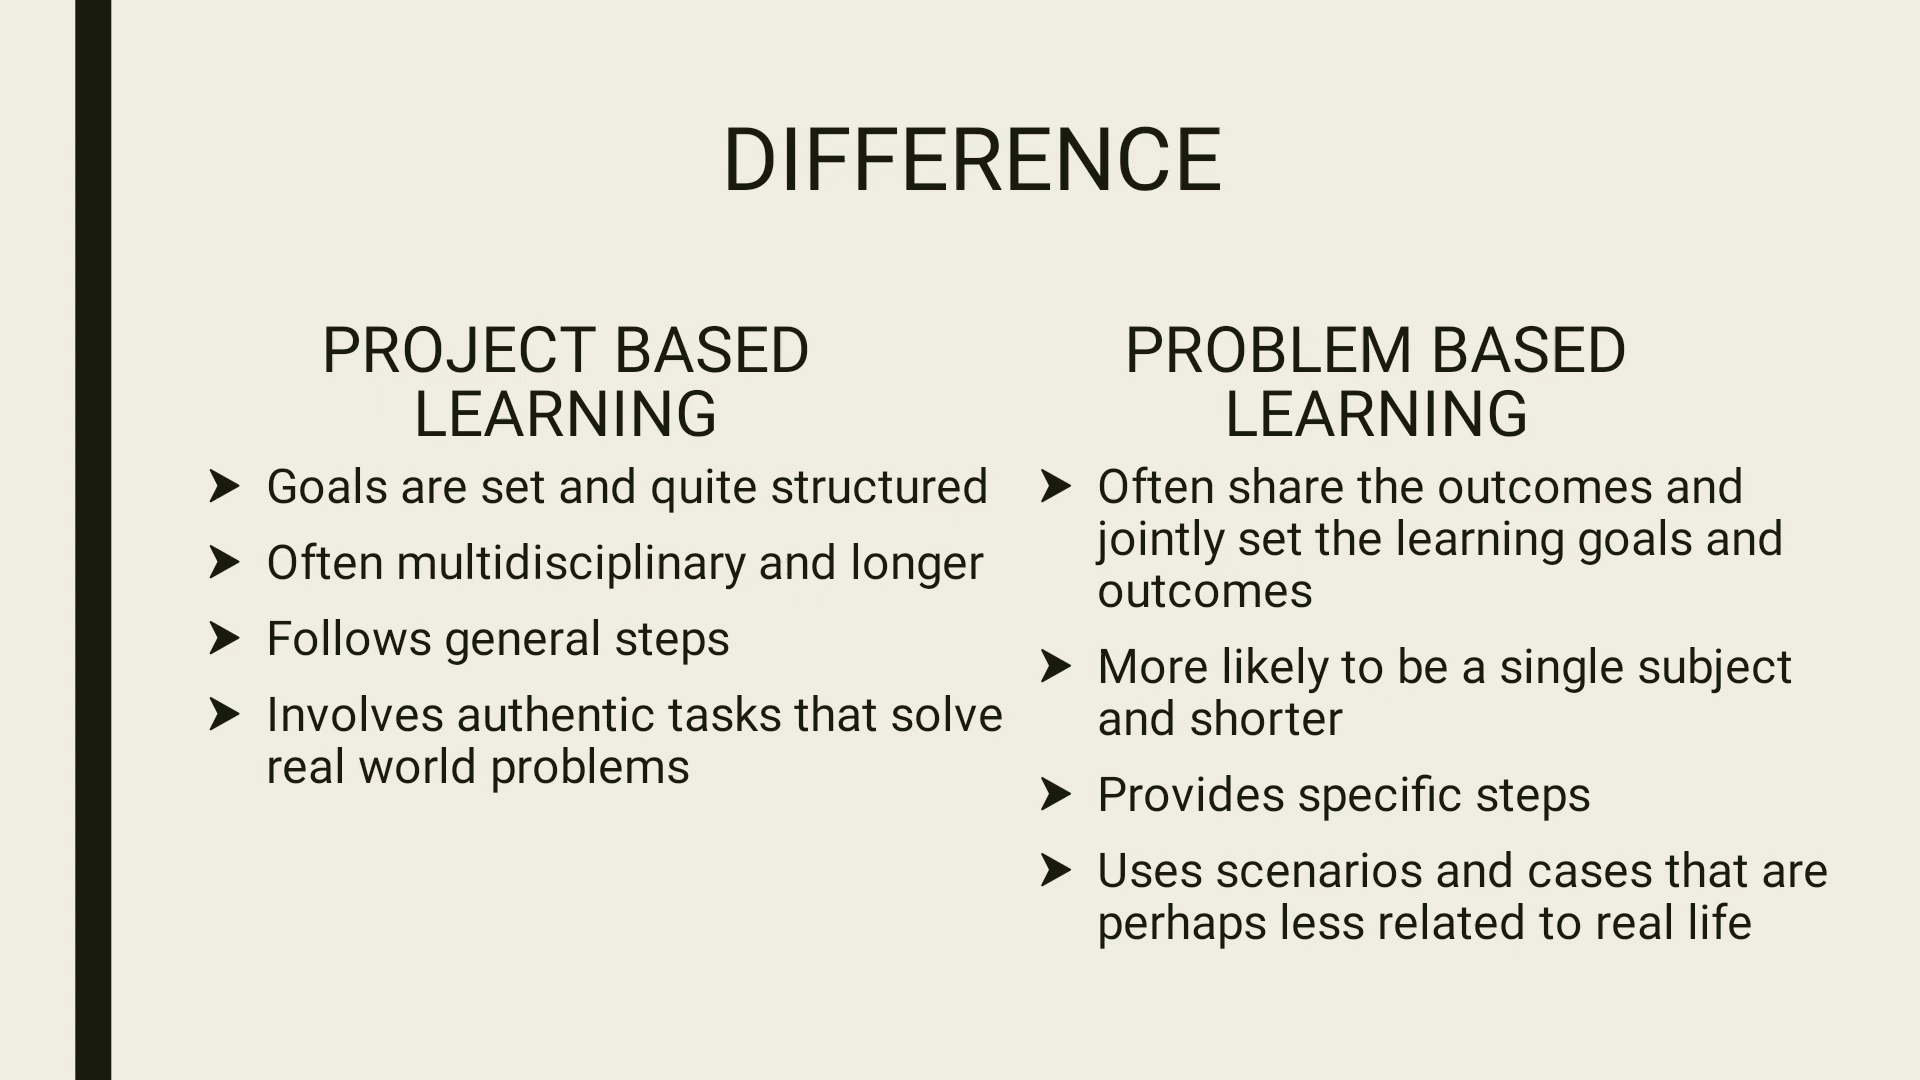 DIFFERENCE
PROJECT BASED
LEARNING
➤ Goals are set and quite structured
➤ Often multidisciplinary and longer
➤ Follows general steps
➤ Involves authentic tasks that solve
real world problems
PROBLEM BASED
LEARNING
➤ Often share the outcomes and
jointly set the learning goals and
outcomes
➤ More likely to be a single subject
and shorter
➤ Provides specific steps
➤ Uses scenarios and cases that are
perhaps less related to real life